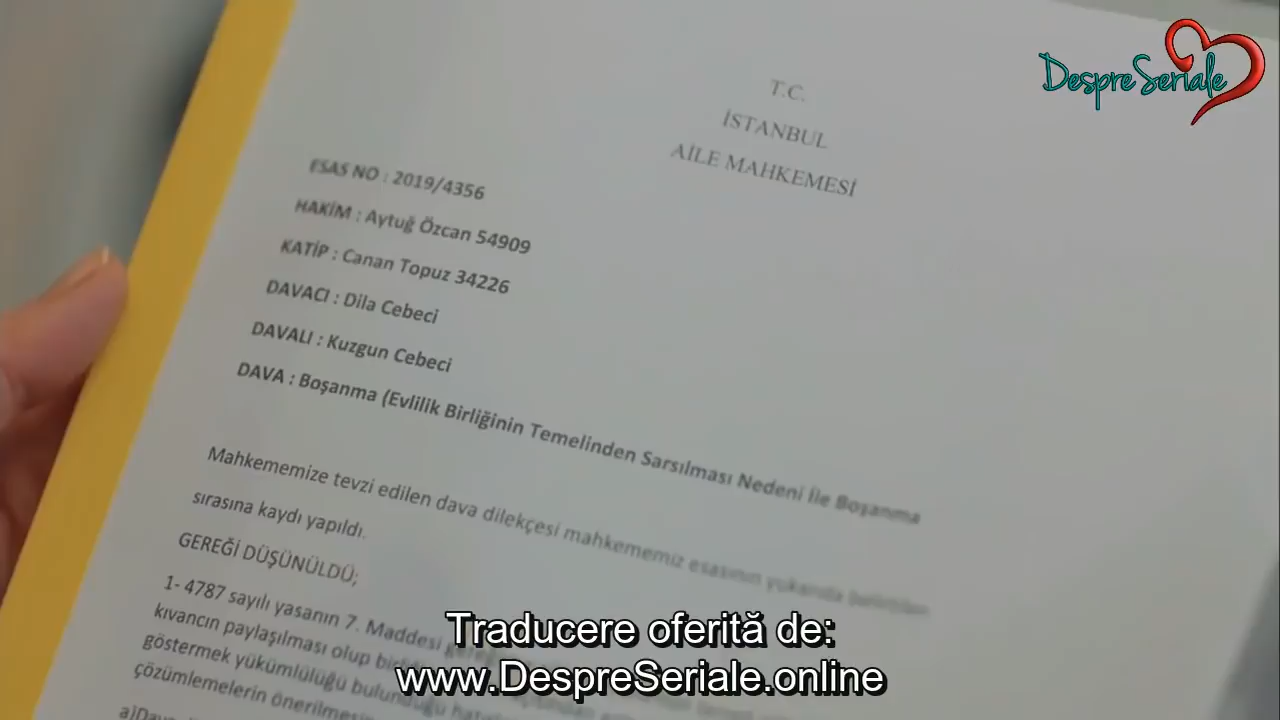 DespreSeriale
T.C.
İSTANBUL
AİLE MAHKEMESİ
ESAS NO : 2019/4356
HAKİM : Aytuğ Özcan 54909
KATİP : Canan Topuz 34226
DAVACI : Dila Cebeci
DAVALI : Kuzgun Cebeci
DAVA : Boşanma (Evlilik Birliğinin Temelinden Sarsılması Nedeni İle Boşanma
Mahkememize tevzi edilen dava dilekçesi mahkememiz esasının yukarıda belirtilen
sırasına kaydı yapıldı.
GEREĞİ DÜŞÜNÜLDÜ;
1- 4787 sayılı yasanın 7. Maddesi
kıvancın paylaşılması olup
göstermek yükümlülüğü bulunduğu
çözümlemelerin önerilmesin
Traducere oferită de:
www.DespreSeriale.online